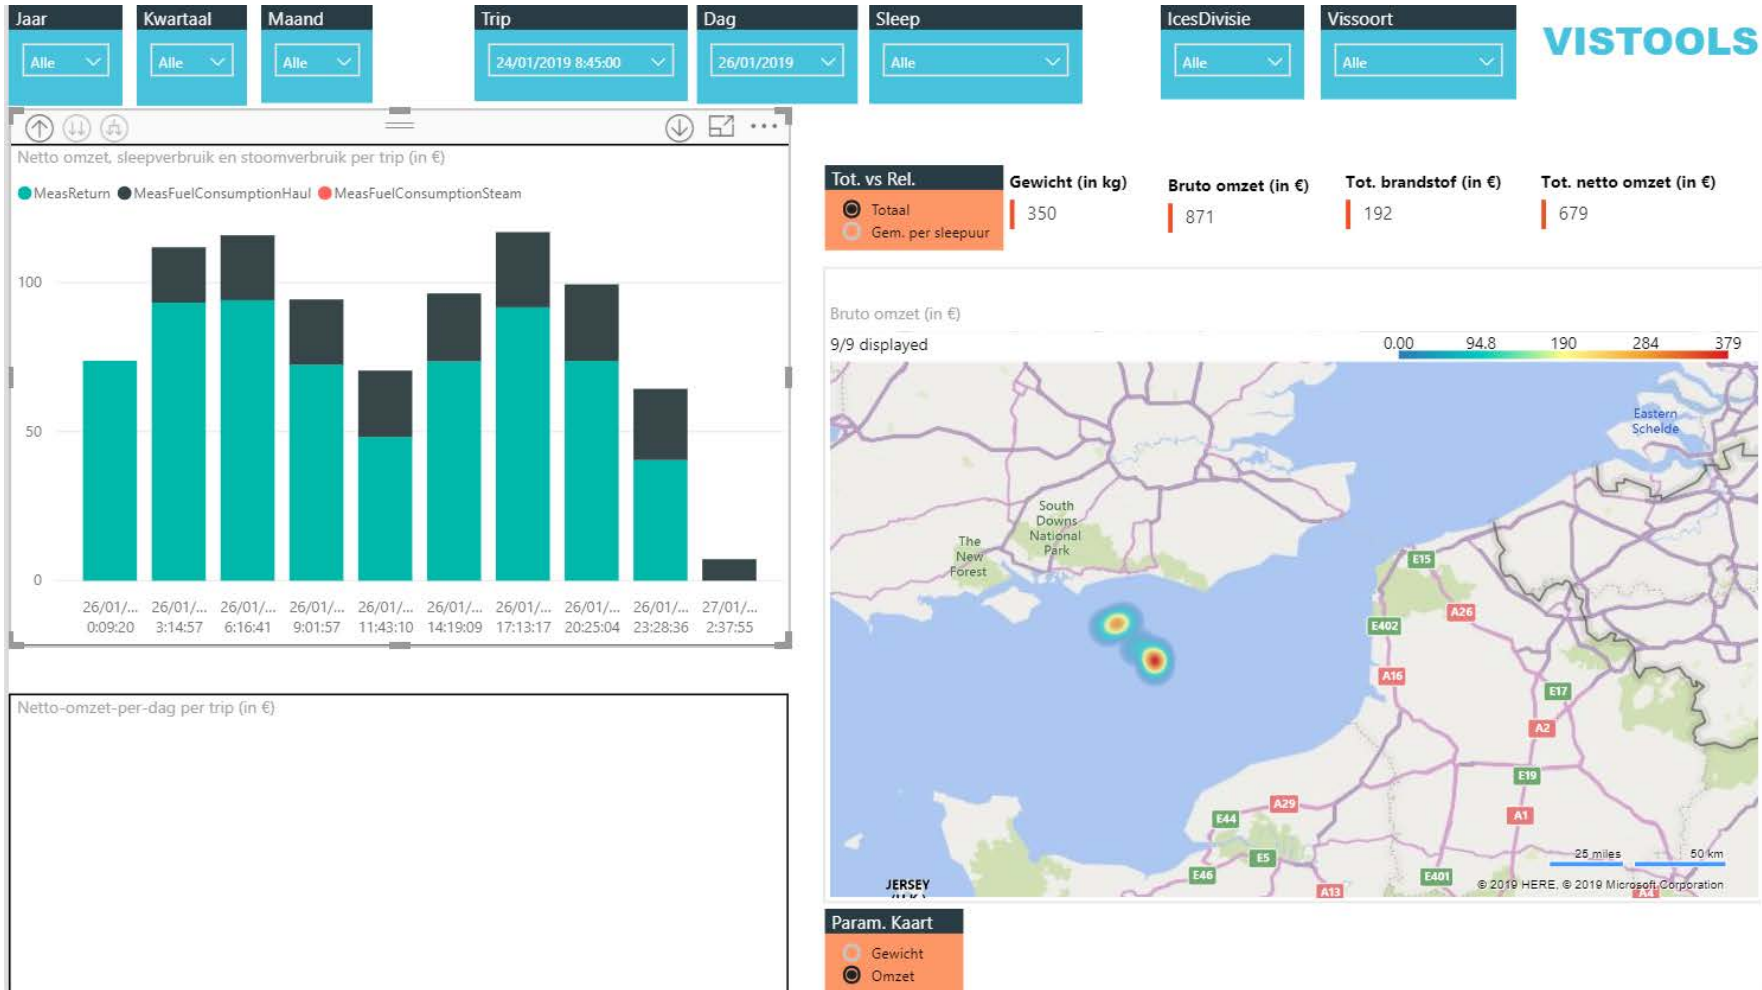 Jaar Kwartaal Maand Trip Dag Sleep IcesDivisie Vissoort VISTOOLS
Alle Alle Alle 24/01/2019 8:45:00 26/01/2019 Alle Alle Alle
Netto omzet, sleepverbruik en stoomverbruik per trip (in €)
MeasReturn MeasFuelConsumptionHaul MeasFuelConsumptionSteam
100
50
0
26/01/... 26/01/... 26/01/... 26/01/... 26/01/... 26/01/... 26/01/... 26/01/... 26/01/... 27/01/...
0:09:20 3:14:57 6:16:41 9:01:57 11:43:10 14:19:09 17:13:17 20:25:04 23:28:36 2:37:55
Netto-omzet-per-dag per trip (in €)
Tot. vs Rel.
Totaal
Gem. per sleepuur
Gewicht (in kg)
350
Bruto omzet (in €)
871
Tot. brandstof (in €)
192
Tot. netto omzet (in €)
679
Bruto omzet (in €)
9/9 displayed
0.00 94.8 190 284 379
Eastern
Schelde
South
Downs
National
Park
The
New
Forest
E15
A26
E402
A16
E17
A2
E19
A29
A1
E44
E5
E46
E401
A13
A4
JERSEY
25 miles 50 km
© 2019 HERE, © 2019 Microsoft Corporation
Param. Kaart
Gewicht
Omzet